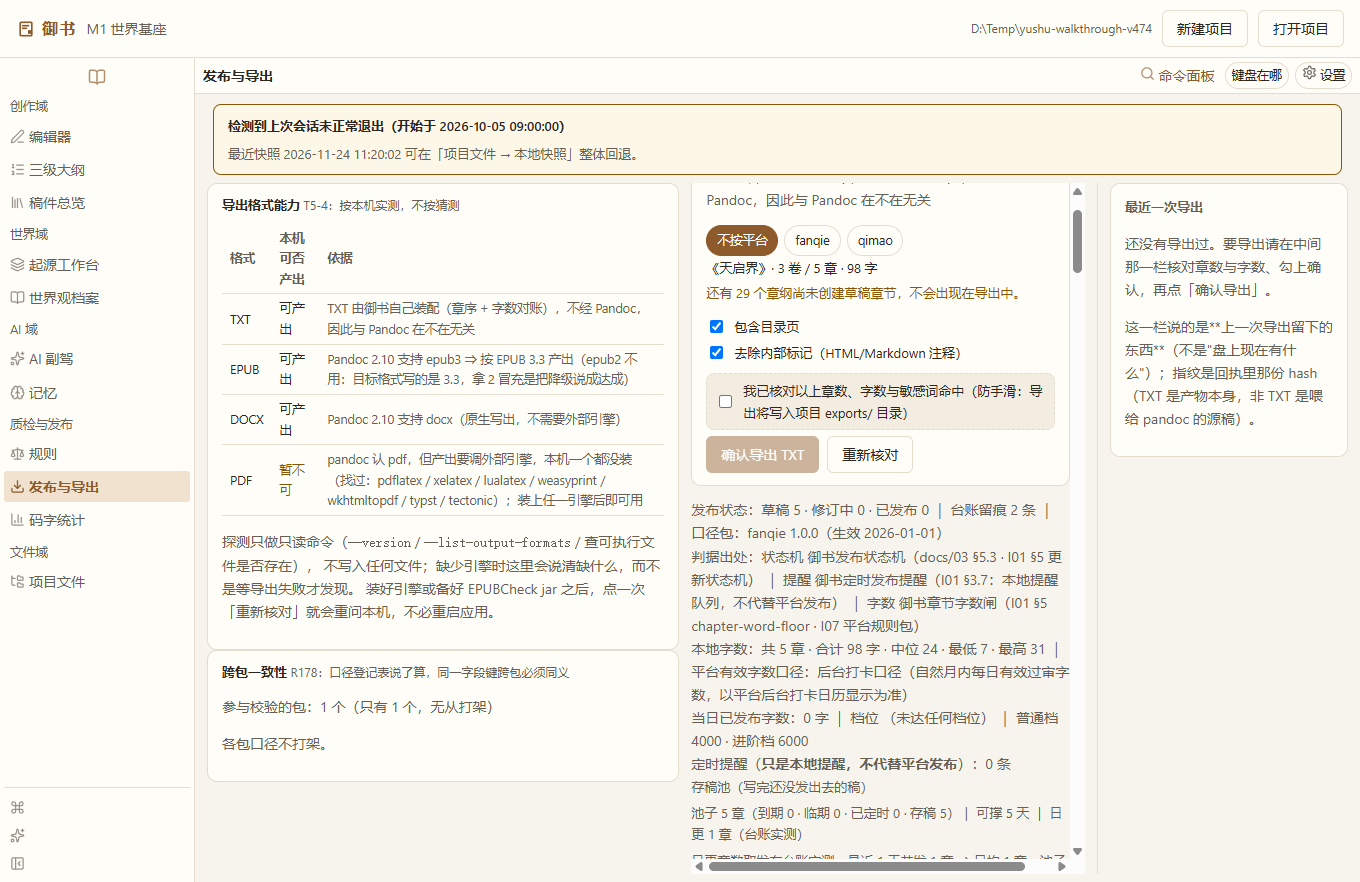 御书 M1 世界基座
D:\Temp\yushu-walkthrough-v474 新建项目 打开项目
创作域
编辑器
三级大纲
稿件总览
世界域
起源工作台
世界观档案
AI 域
AI 副驾
记忆
质检与发布
规则
发布与导出
码字统计
文件域
项目文件
发布与导出
命令面板 键盘在哪 设置
检测到上次会话未正常退出（开始于 2026-10-05 09:00:00）
最近快照 2026-11-24 11:20:02 可在「项目文件 → 本地快照」整体回退。
导出格式能力 T5-4：按本机实测，不按猜测
格式 本机可否产出 依据
TXT 可产出 TXT 由御书自己装配（章序 + 字数对账），不经 Pandoc，
因此与 Pandoc 在不在无关
EPUB 可产出 Pandoc 2.10 支持 epub3 ⇒ 按 EPUB 3.3 产出（epub2 不
用：目标格式写的是 3.3，拿 2 冒充是把降级说成达成）
DOCX 可产出 Pandoc 2.10 支持 docx（原生写出，不需要外部引擎）
PDF 暂不可 pandoc 认 pdf，但产出要调外部引擎，本机一个都没装
（找过：pdflatex / xelatex / lualatex / weasyprint /
wkhtmltopdf / typst / tectonic）；装上任一引擎后即可用
探测只做只读命令（--version / --list-output-formats / 查可执行文
件是否存在），不写入任何文件；缺少引擎时这里会说清缺什么，而不
是等导出失败才发现。 装好引擎或备好 EPUBCheck jar 之后，点一次
「重新核对」就会重问本机，不必重启应用。
跨包一致性 R178：口径登记表说了算，同一字段键跨包必须同义
参与校验的包：1 个（只有 1 个，无从打架）
各包口径不打架。
Pandoc，因此与 Pandoc 在不在无关
不按平台 fanqie qimao
《天启界》· 3 卷 / 5 章 · 98 字
还有 29 个章纲尚未创建草稿章节，不会出现在导出中。
包含目录页
去除内部标记（HTML/Markdown 注释）
我已核对以上章数、字数与敏感词命中（防手滑：导
出将写入项目 exports/ 目录）
确认导出 TXT 重新核对
发布状态：草稿 5 · 修订中 0 · 已发布 0 ｜ 台账留痕 2 条 ｜
口径包：fanqie 1.0.0（生效 2026-01-01）
判据出处：状态机 御书发布状态机（docs/03 §5.3 · I01 §5 更
新状态机） ｜ 提醒 御书定时发布提醒（I01 §3.7：本地提醒
队列，不代替平台发布） ｜ 字数 御书章节字数闸（I01 §5
chapter-word-floor · I07 平台规则包）
本地字数：共 5 章 · 合计 98 字 · 中位 24 · 最低 7 · 最高 31 ｜
平台有效字数口径：后台打卡口径（自然月内每日有效过审字
数，以平台后台打卡日历显示为准）
当日已发布字数：0 字 ｜ 档位 （未达任何档位） ｜ 普通档
4000 · 进阶档 6000
定时提醒（只是本地提醒，不代替平台发布）：0 条
存稿池（写完还没发出去的稿）
池子 5 章（到期 0 · 临期 0 · 已定时 0 · 存稿 5）｜ 可撑 5 天 ｜ 日
更 1 章（台账实测）
最近一次导出
还没有导出过。要导出请在中间
那一栏核对章数与字数、勾上确
认，再点「确认导出」。
这一栏说的是**上一次导出留下的
东西**（不是"盘上现在有什
么"）；指纹是回执里那份 hash
（TXT 是产物本身，非 TXT 是喂
给 pandoc 的源稿）。